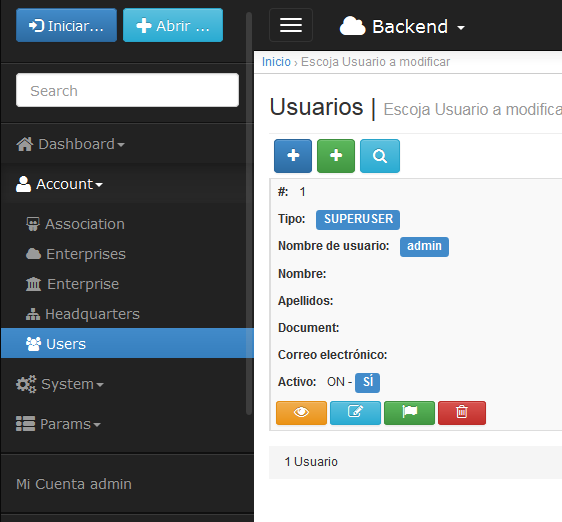 Iniciar...
Abrir ...
Search
Dashboard
Account
Association
Enterprises
Enterprise
Headquarters
Users
System
Params
Mi Cuenta admin
Backend
Inicio › Escoja Usuario a modificar
Usuarios | Escoja Usuario a modifica
#: 1
Tipo: SUPERUSER
Nombre de usuario: admin
Nombre:
Apellidos:
Document:
Correo electrónico:
Activo: ON - SÍ
1 Usuario